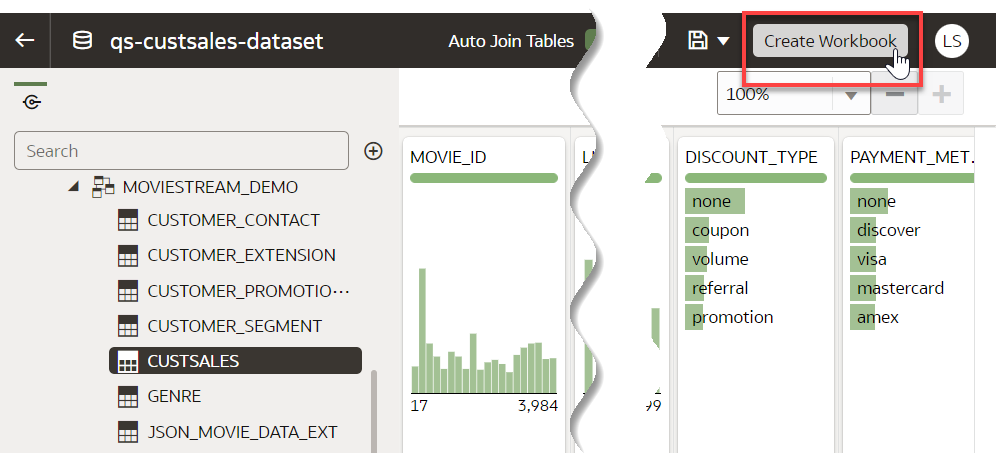 qs-custsales-dataset
Auto Join Tables
Create Workbook
LS
100%
Search
MOVIESTREAM_DEMO
CUSTOMER_CONTACT
CUSTOMER_EXTENSION
CUSTOMER_PROMOTIO···
CUSTOMER_SEGMENT
CUSTSALES
GENRE
JSON_MOVIE_DATA_EXT
MOVIE_ID
17 3,984
DISCOUNT_TYPE
none
coupon
volume
referral
promotion
PAYMENT_MET...
none
discover
visa
mastercard
amex